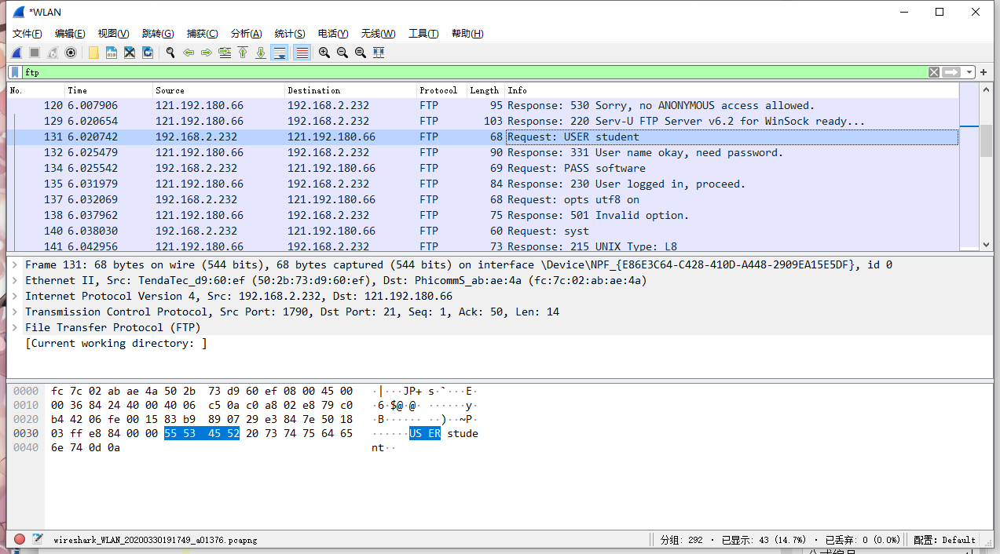 *WLAN
文件(F) 编辑(E) 视图(V) 跳转(G) 捕获(C) 分析(A) 统计(S) 电话(Y) 无线(W) 工具(T) 帮助(H)
ftp
No. Time Source Destination Protocol Length Info
120 6.007906 121.192.180.66 192.168.2.232 FTP 95 Response: 530 Sorry, no ANONYMOUS access allowed.
129 6.020654 121.192.180.66 192.168.2.232 FTP 103 Response: 220 Serv-U FTP Server v6.2 for WinSock ready...
131 6.020742 192.168.2.232 121.192.180.66 FTP 68 Request: USER student
132 6.025479 121.192.180.66 192.168.2.232 FTP 90 Response: 331 User name okay, need password.
134 6.025542 192.168.2.232 121.192.180.66 FTP 69 Request: PASS software
135 6.031979 121.192.180.66 192.168.2.232 FTP 84 Response: 230 User logged in, proceed.
137 6.032069 192.168.2.232 121.192.180.66 FTP 68 Request: opts utf8 on
138 6.037962 121.192.180.66 192.168.2.232 FTP 75 Response: 501 Invalid option.
140 6.038030 192.168.2.232 121.192.180.66 FTP 60 Request: syst
141 6.042956 121.192.180.66 192.168.2.232 FTP 73 Response: 215 UNIX Type: L8
Frame 131: 68 bytes on wire (544 bits), 68 bytes captured (544 bits) on interface \Device\NPF_{E86E3C64-C428-410D-A448-2909EA15E5DF}, id 0
Ethernet II, Src: TendaTec_d9:60:ef (50:2b:73:d9:60:ef), Dst: PhicommS_ab:ae:4a (fc:7c:02:ab:ae:4a)
Internet Protocol Version 4, Src: 192.168.2.232, Dst: 121.192.180.66
Transmission Control Protocol, Src Port: 1790, Dst Port: 21, Seq: 1, Ack: 50, Len: 14
File Transfer Protocol (FTP)
[Current working directory: ]
0000 fc 7c 02 ab ae 4a 50 2b 73 d9 60 ef 08 00 45 00 ·|···JP+ s·`···E·
0010 00 36 84 24 40 00 40 06 c5 0a c0 a8 02 e8 79 c0 ·6·$@·@· ······y·
0020 b4 42 06 fe 00 15 83 b9 89 07 29 e3 84 7e 50 18 ·B······ ··)··~P·
0030 03 ff e8 84 00 00 55 53 45 52 20 73 74 75 64 65 ······US ER stude
0040 6e 74 0d 0a nt··
wireshark_WLAN_20200330191749_a01376.pcapng 分组: 292 · 已显示: 43 (14.7%) · 已丢弃: 0 (0.0%) 配置: Default